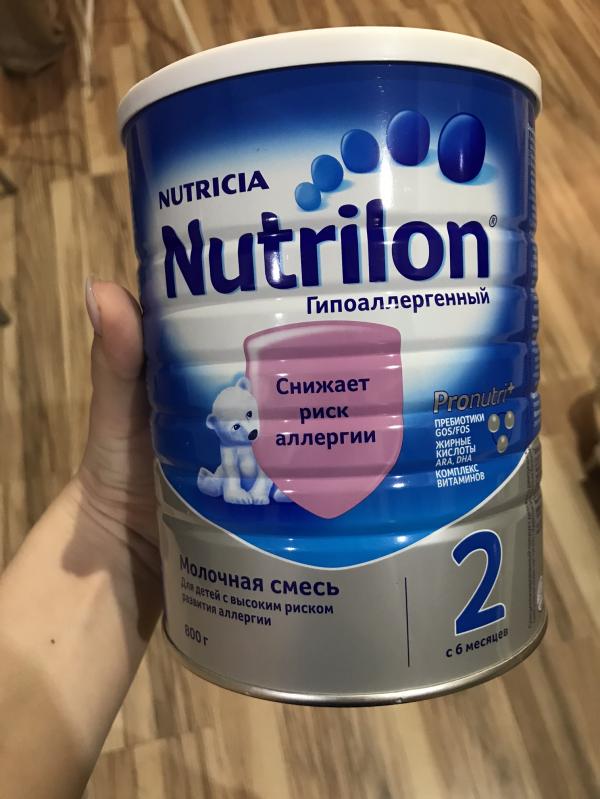 NUTRICIA
Nutrilon®
Гипоаллергенный
Снижает
риск
аллергии
Pronutri+
ПРЕБИОТИКИ
GOS/FOS
ЖИРНЫЕ
КИСЛОТЫ
ARA, DHA
КОМПЛЕКС
ВИТАМИНОВ
Молочная смесь
Для детей с высоким риском
развития аллергии
800 г
2
с 6 месяцев